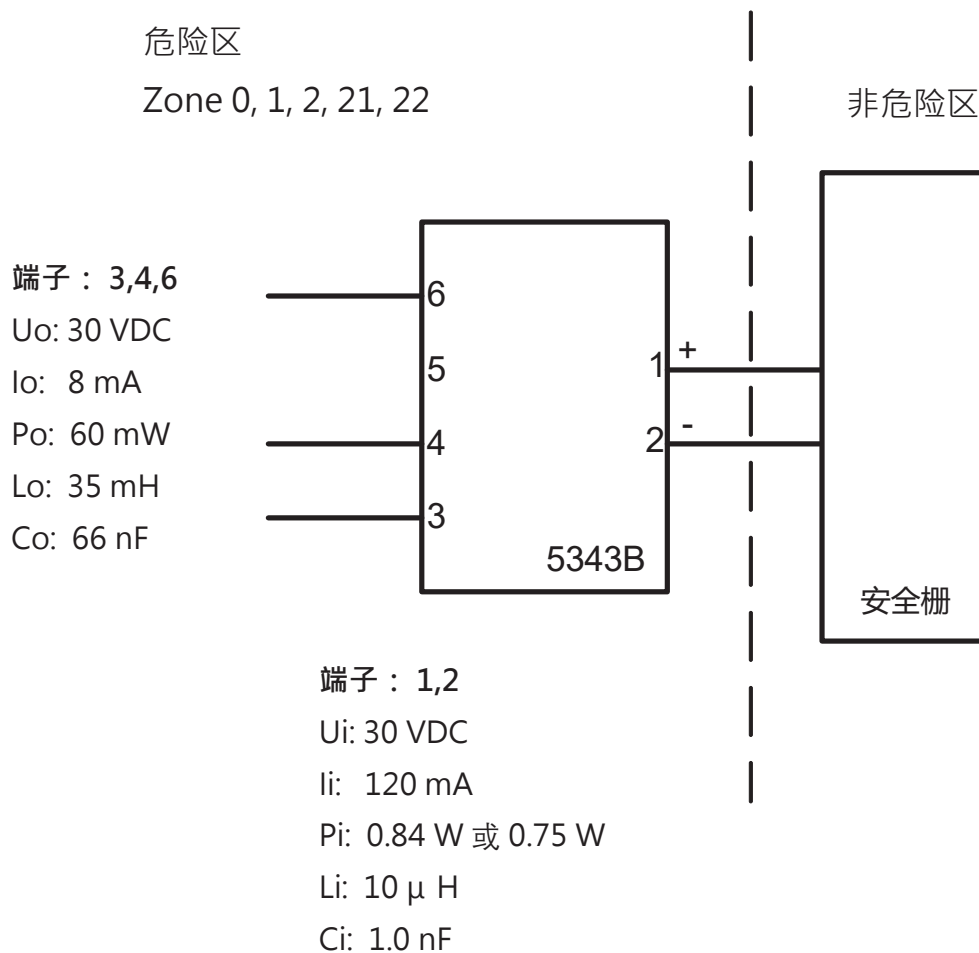 危险区
Zone 0, 1, 2, 21, 22
非危险区
端子： 3,4,6
Uo: 30 VDC
Io: 8 mA
Po: 60 mW
Lo: 35 mH
Co: 66 nF
6
5
4
3
1 +
2 -
5343B
安全栅
端子： 1,2
Ui: 30 VDC
Ii: 120 mA
Pi: 0.84 W 或 0.75 W
Li: 10 μ H
Ci: 1.0 nF